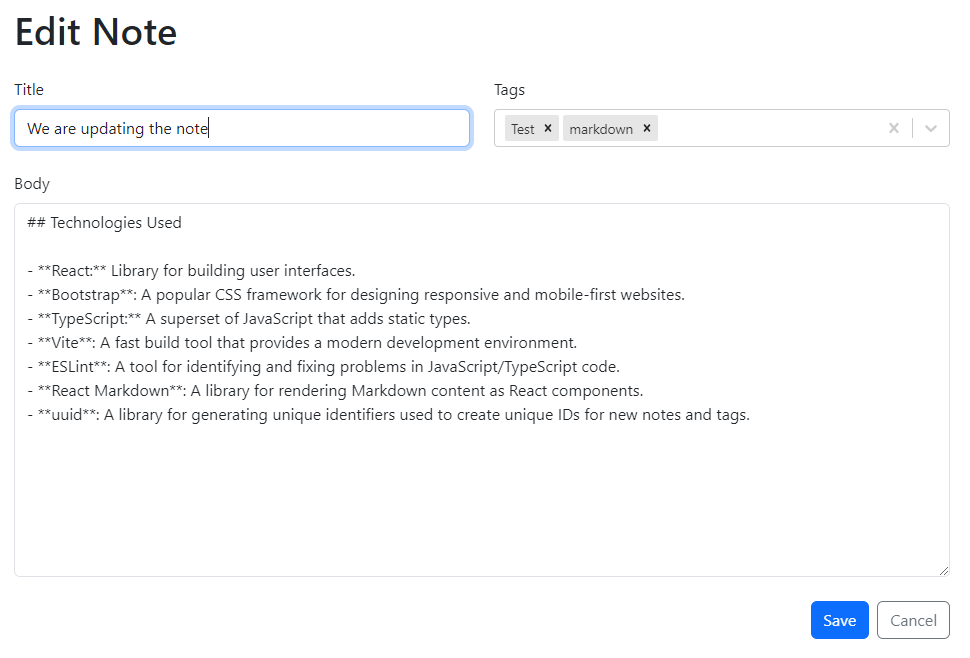 Edit Note
Title
Tags
We are updating the note
Test × markdown ×
Body
## Technologies Used
- **React:** Library for building user interfaces.
- **Bootstrap**: A popular CSS framework for designing responsive and mobile-first websites.
- **TypeScript:** A superset of JavaScript that adds static types.
- **Vite**: A fast build tool that provides a modern development environment.
- **ESLint**: A tool for identifying and fixing problems in JavaScript/TypeScript code.
- **React Markdown**: A library for rendering Markdown content as React components.
- **uuid**: A library for generating unique identifiers used to create unique IDs for new notes and tags.
Save
Cancel